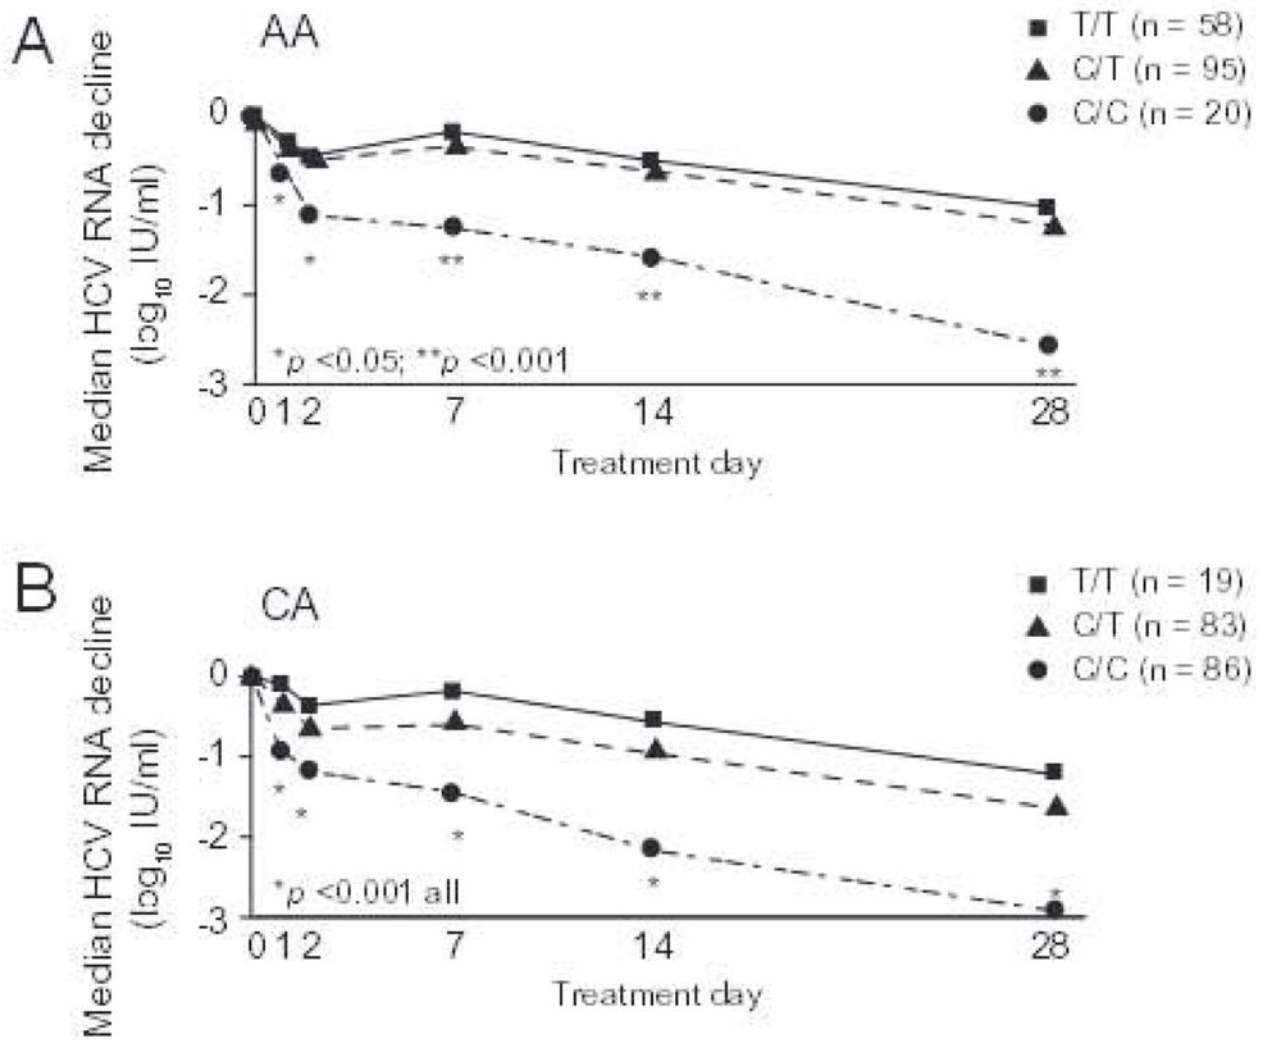 A
AA
T/T (n = 58)
C/T (n = 95)
C/C (n = 20)
Median HCV RNA decline
(log10 IU/ml)
0
-1
-2
-3
*
*
**
**
**
*p <0.05; **p <0.001
0 1 2 7 14 28
Treatment day
B
CA
T/T (n = 19)
C/T (n = 83)
C/C (n = 86)
Median HCV RNA decline
(log10 IU/ml)
0
-1
-2
-3
*
*
*
*
*
*p <0.001 all
0 1 2 7 14 28
Treatment day